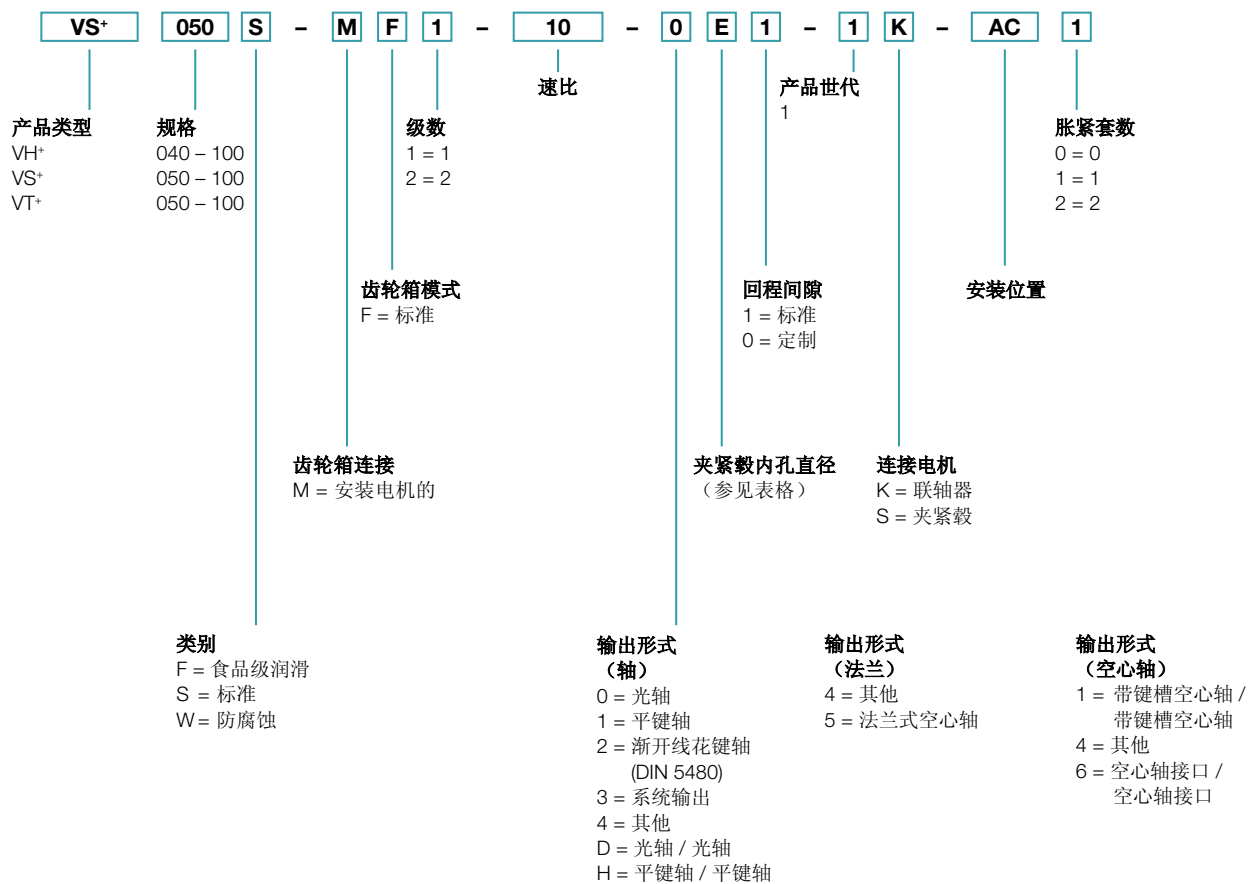 VS⁺ 050 S – M F 1 – 10 – 0 E 1 – 1 K – AC 1
产品类型
VH⁺
VS⁺
VT⁺
规格
040 – 100
050 – 100
050 – 100
级数
1 = 1
2 = 2
速比
产品世代
1
胀紧套数
0 = 0
1 = 1
2 = 2
齿轮箱模式
F = 标准
回程间隙
1 = 标准
0 = 定制
安装位置
齿轮箱连接
M = 安装电机的
夹紧毂内孔直径
（参见表格）
连接电机
K = 联轴器
S = 夹紧毂
类别
F = 食品级润滑
S = 标准
W= 防腐蚀
输出形式
（轴）
0 = 光轴
1 = 平键轴
2 = 渐开线花键轴
(DIN 5480)
3 = 系统输出
4 = 其他
D = 光轴 / 光轴
H = 平键轴 / 平键轴
输出形式
（法兰）
4 = 其他
5 = 法兰式空心轴
输出形式
（空心轴）
1 = 带键槽空心轴 /
带键槽空心轴
4 = 其他
6 = 空心轴接口 /
空心轴接口